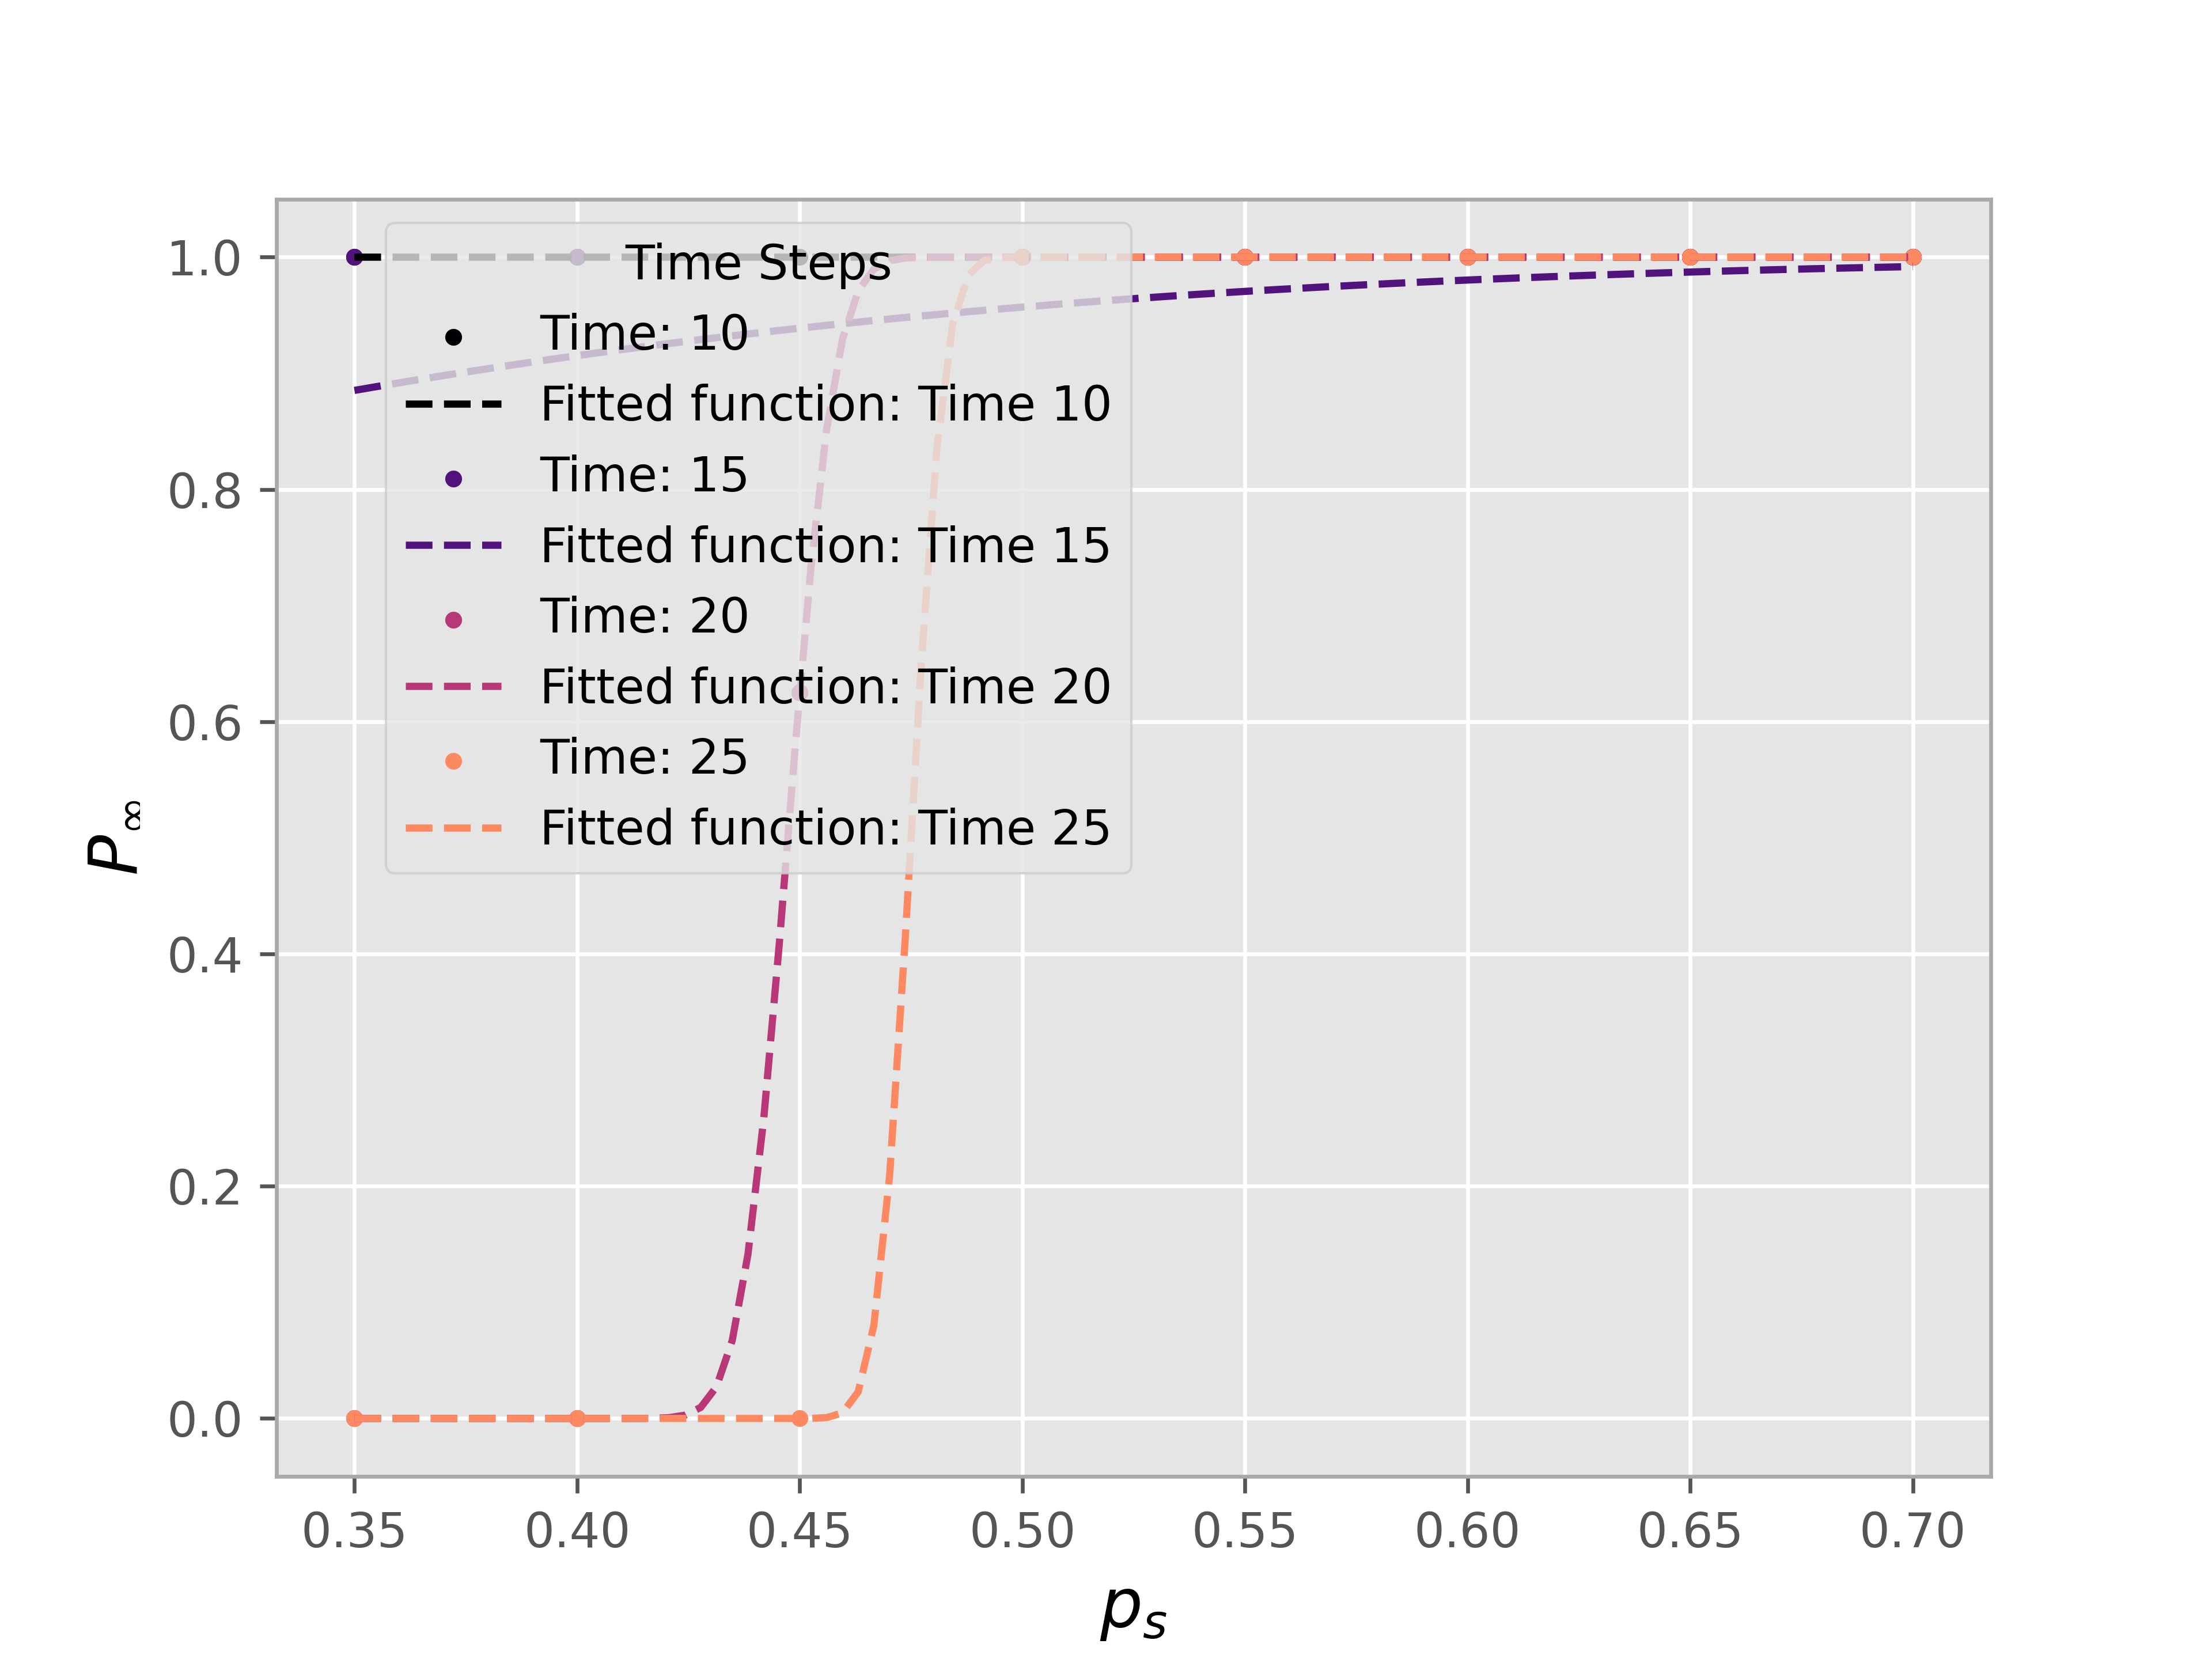 1.0
0.8
0.6
0.4
0.2
0.0
P∞
Time Steps
Time: 10
Fitted function: Time 10
Time: 15
Fitted function: Time 15
Time: 20
Fitted function: Time 20
Time: 25
Fitted function: Time 25
0.35 0.40 0.45 0.50 0.55 0.60 0.65 0.70
pₛ